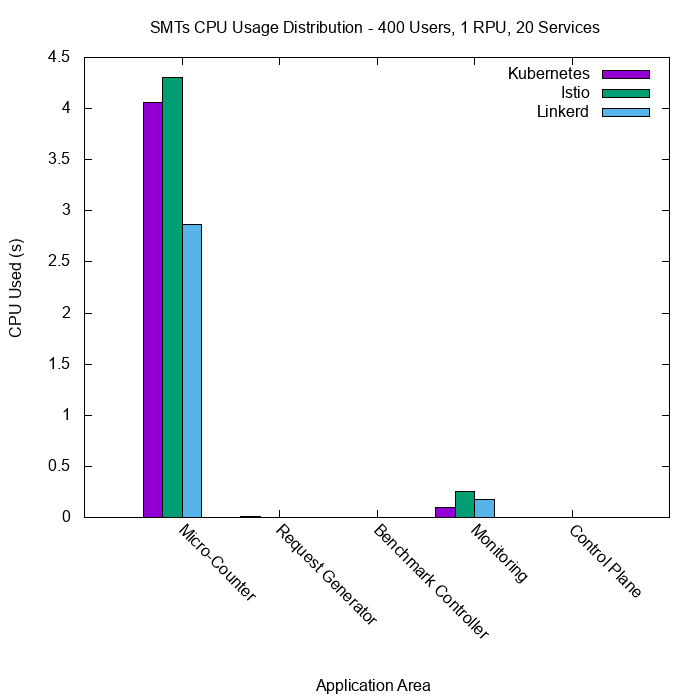 SMTs CPU Usage Distribution - 400 Users, 1 RPU, 20 Services
Kubernetes
Istio
Linkerd
4.5
4
3.5
3
2.5
2
1.5
1
0.5
0
CPU Used (s)
Micro-Counter
Request Generator
Benchmark Controller
Monitoring
Control Plane
Application Area